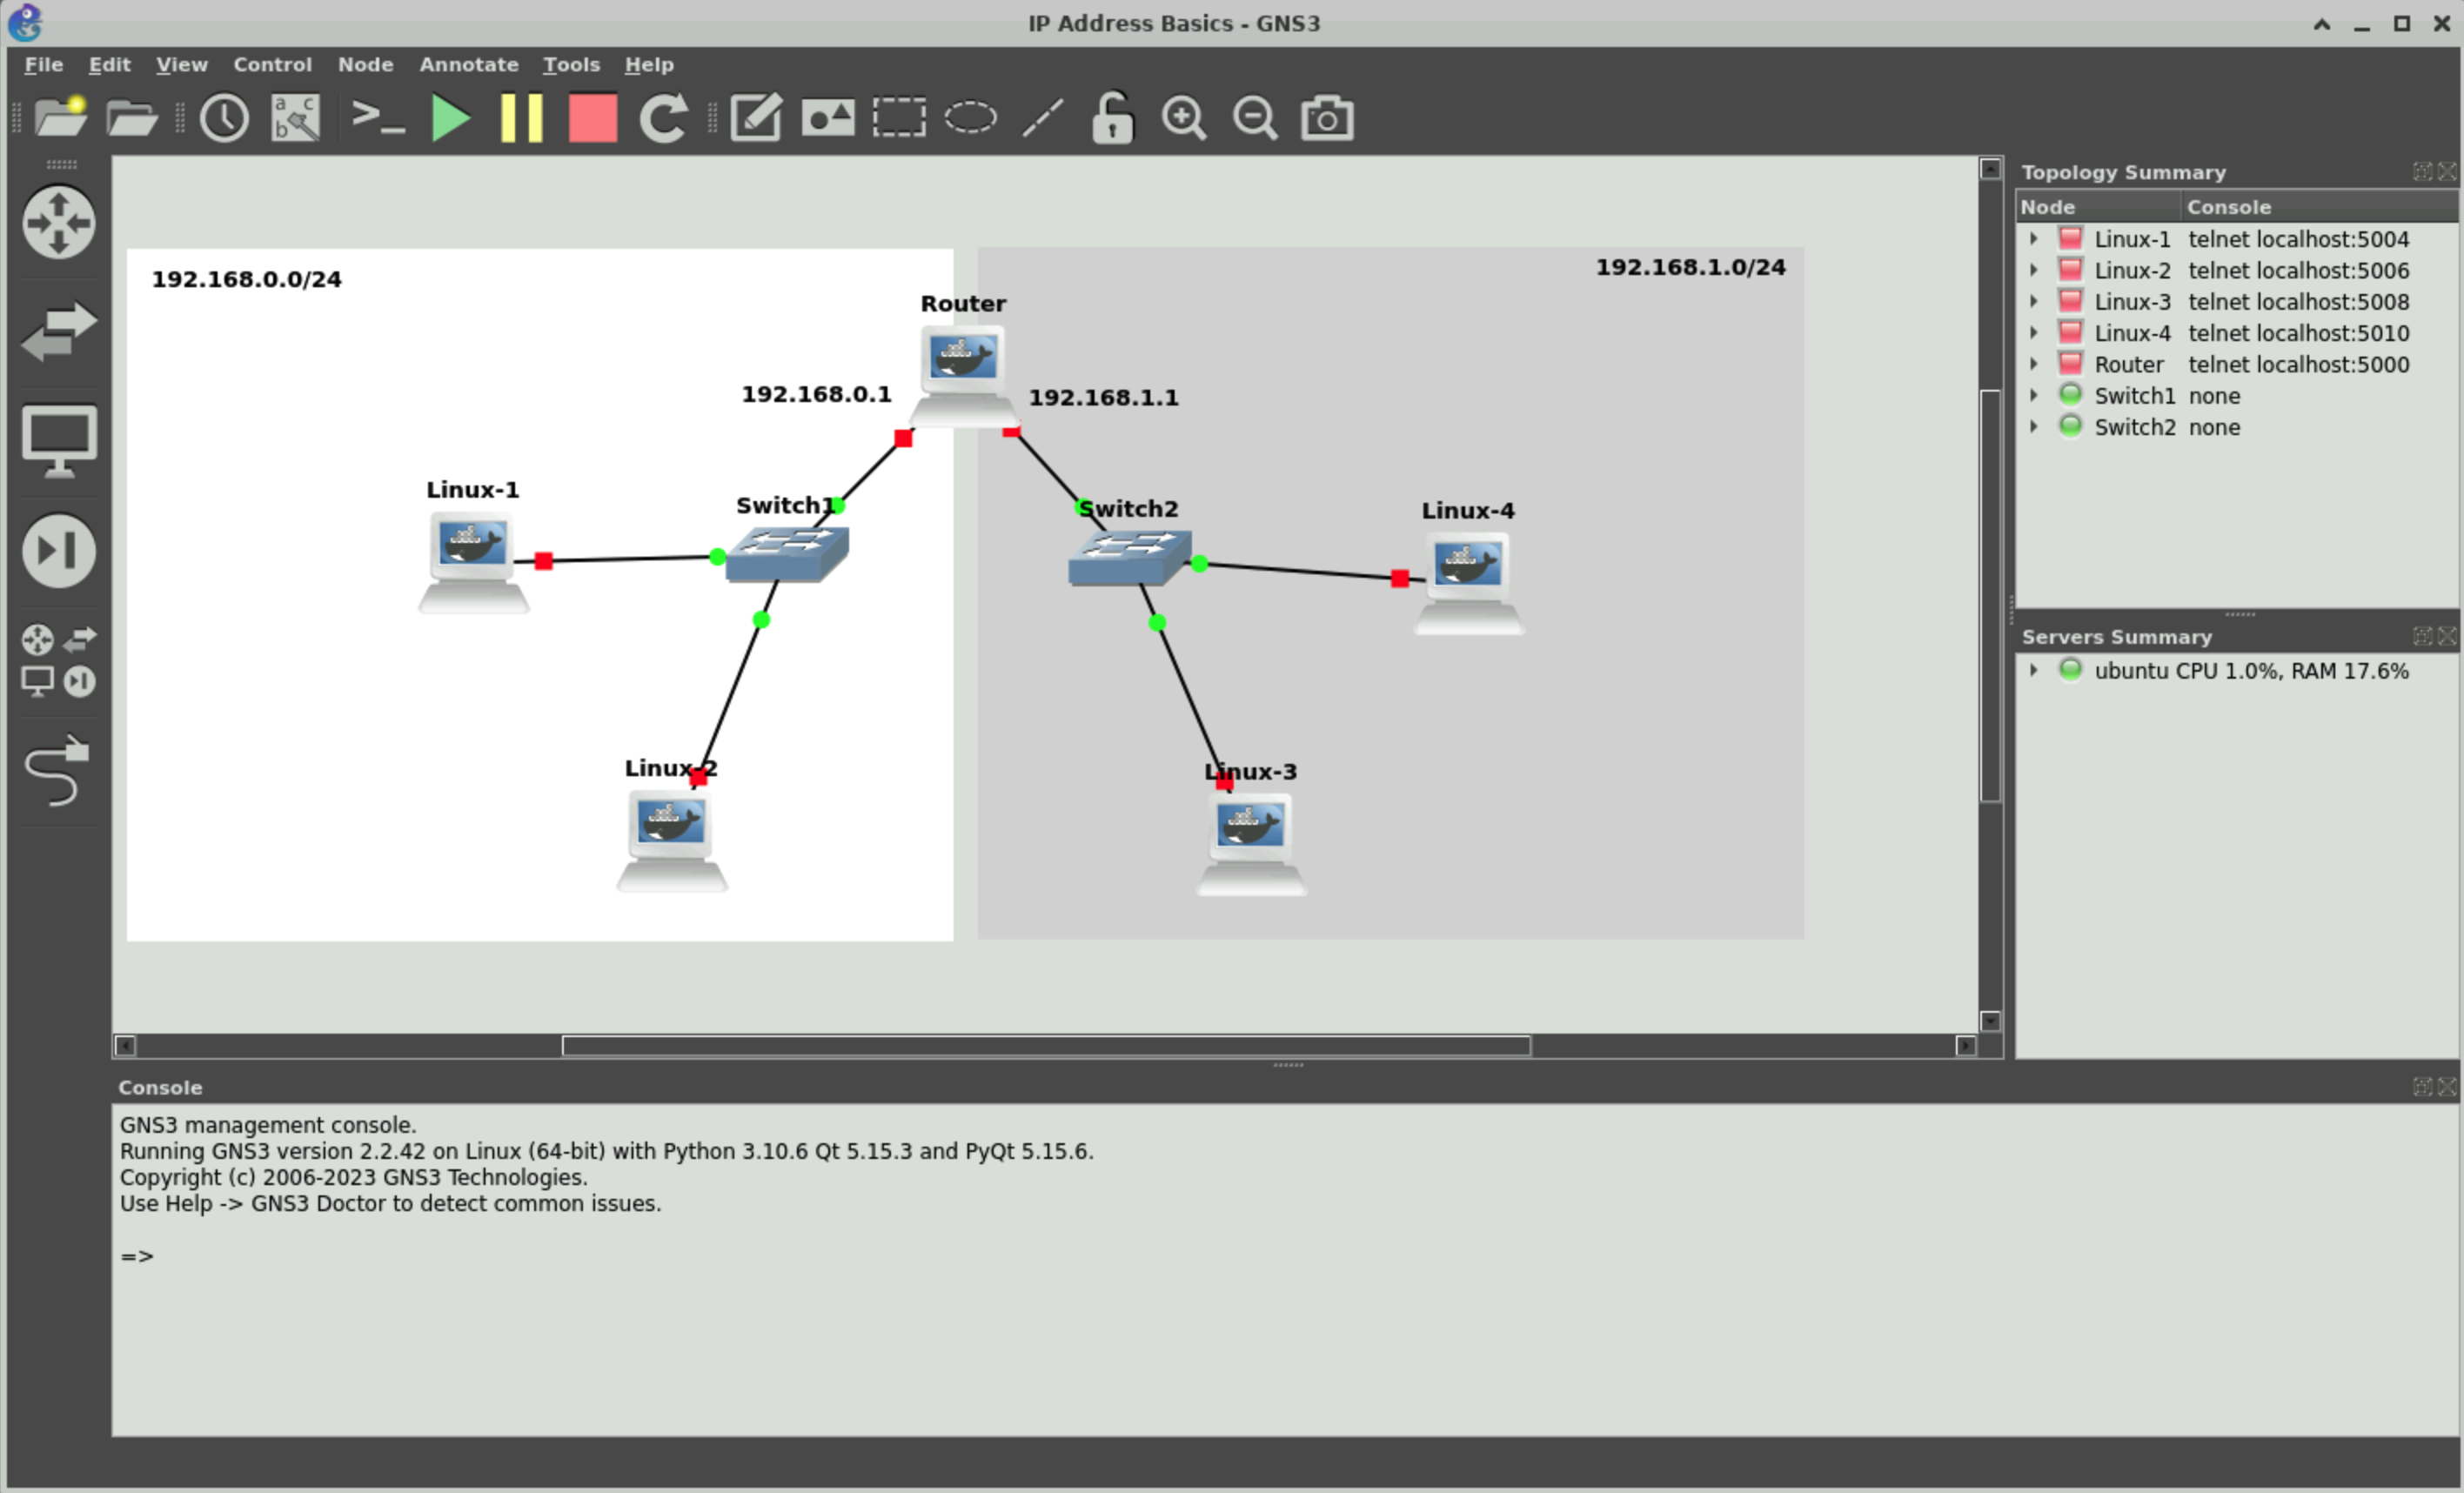 IP Address Basics - GNS3
File Edit View Control Node Annotate Tools Help
a c
b
192.168.0.0/24
192.168.1.0/24
Router
192.168.0.1
192.168.1.1
Linux-1
Switch1
Switch2
Linux-4
Linux-2
Linux-3
Topology Summary
Node Console
Linux-1 telnet localhost:5004
Linux-2 telnet localhost:5006
Linux-3 telnet localhost:5008
Linux-4 telnet localhost:5010
Router telnet localhost:5000
Switch1 none
Switch2 none
Servers Summary
ubuntu CPU 1.0%, RAM 17.6%
Console
GNS3 management console.
Running GNS3 version 2.2.42 on Linux (64-bit) with Python 3.10.6 Qt 5.15.3 and PyQt 5.15.6.
Copyright (c) 2006-2023 GNS3 Technologies.
Use Help -> GNS3 Doctor to detect common issues.
=>